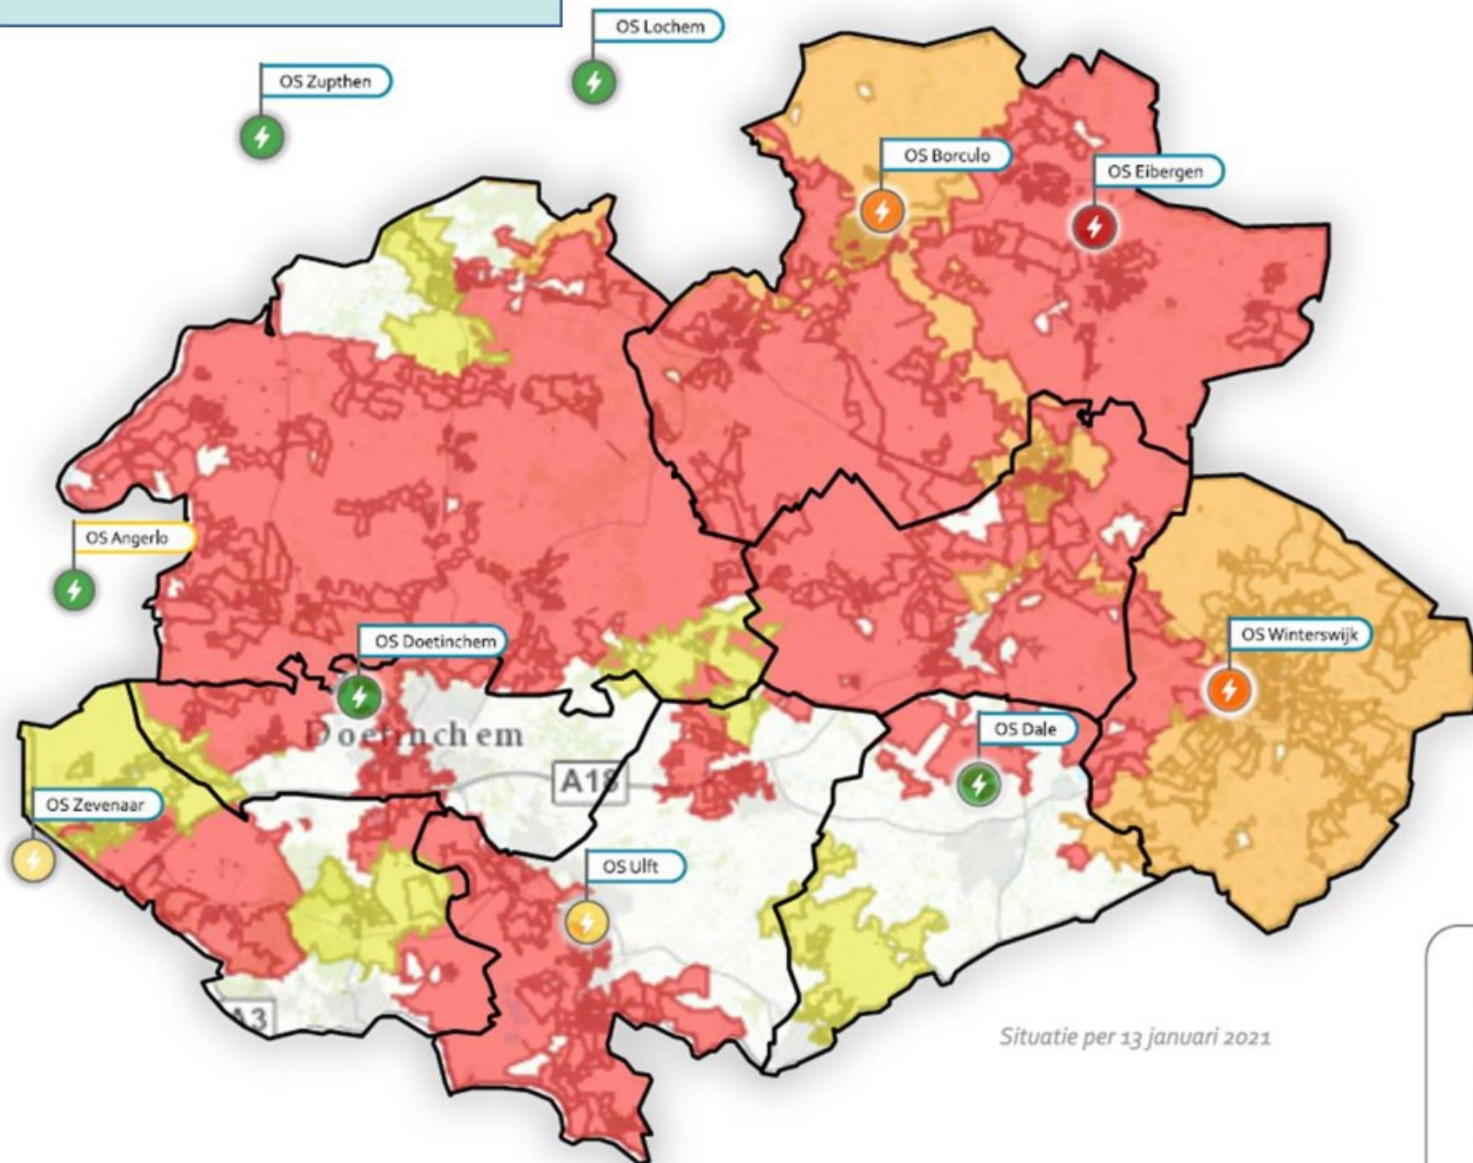 OS Lochem
OS Zupthen
OS Borculo
OS Eibergen
OS Angerlo
OS Doetinchem
OS Winterswijk
Doetinchem
OS Dale
A18
OS Zevenaar
OS Ulft
A3
Situatie per 13 januari 2021